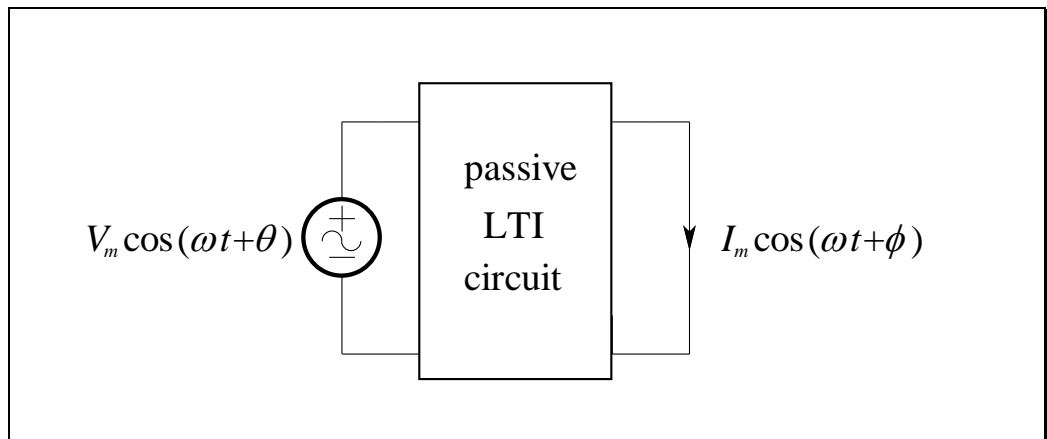 passive
LTI
circuit
V_m cos(ωt+θ)
+
−
I_m cos(ωt+ϕ)